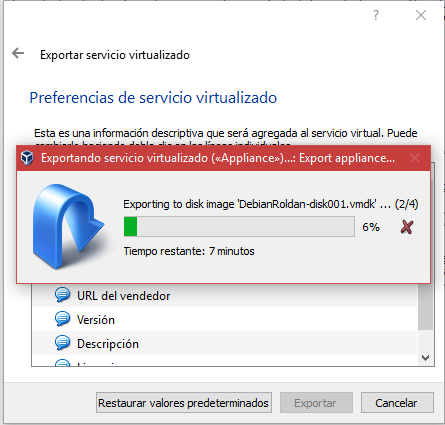 Exportar servicio virtualizado
Preferencias de servicio virtualizado
Esta es una información descriptiva que será agregada al servicio virtual. Puede
Exportando servicio virtualizado («Appliance»)...: Export appliance...
Exporting to disk image 'DebianRoldan-disk001.vmdk' ... (2/4)
6%
Tiempo restante: 7 minutos
URL del vendedor
Versión
Descripción
Restaurar valores predeterminados
Exportar
Cancelar